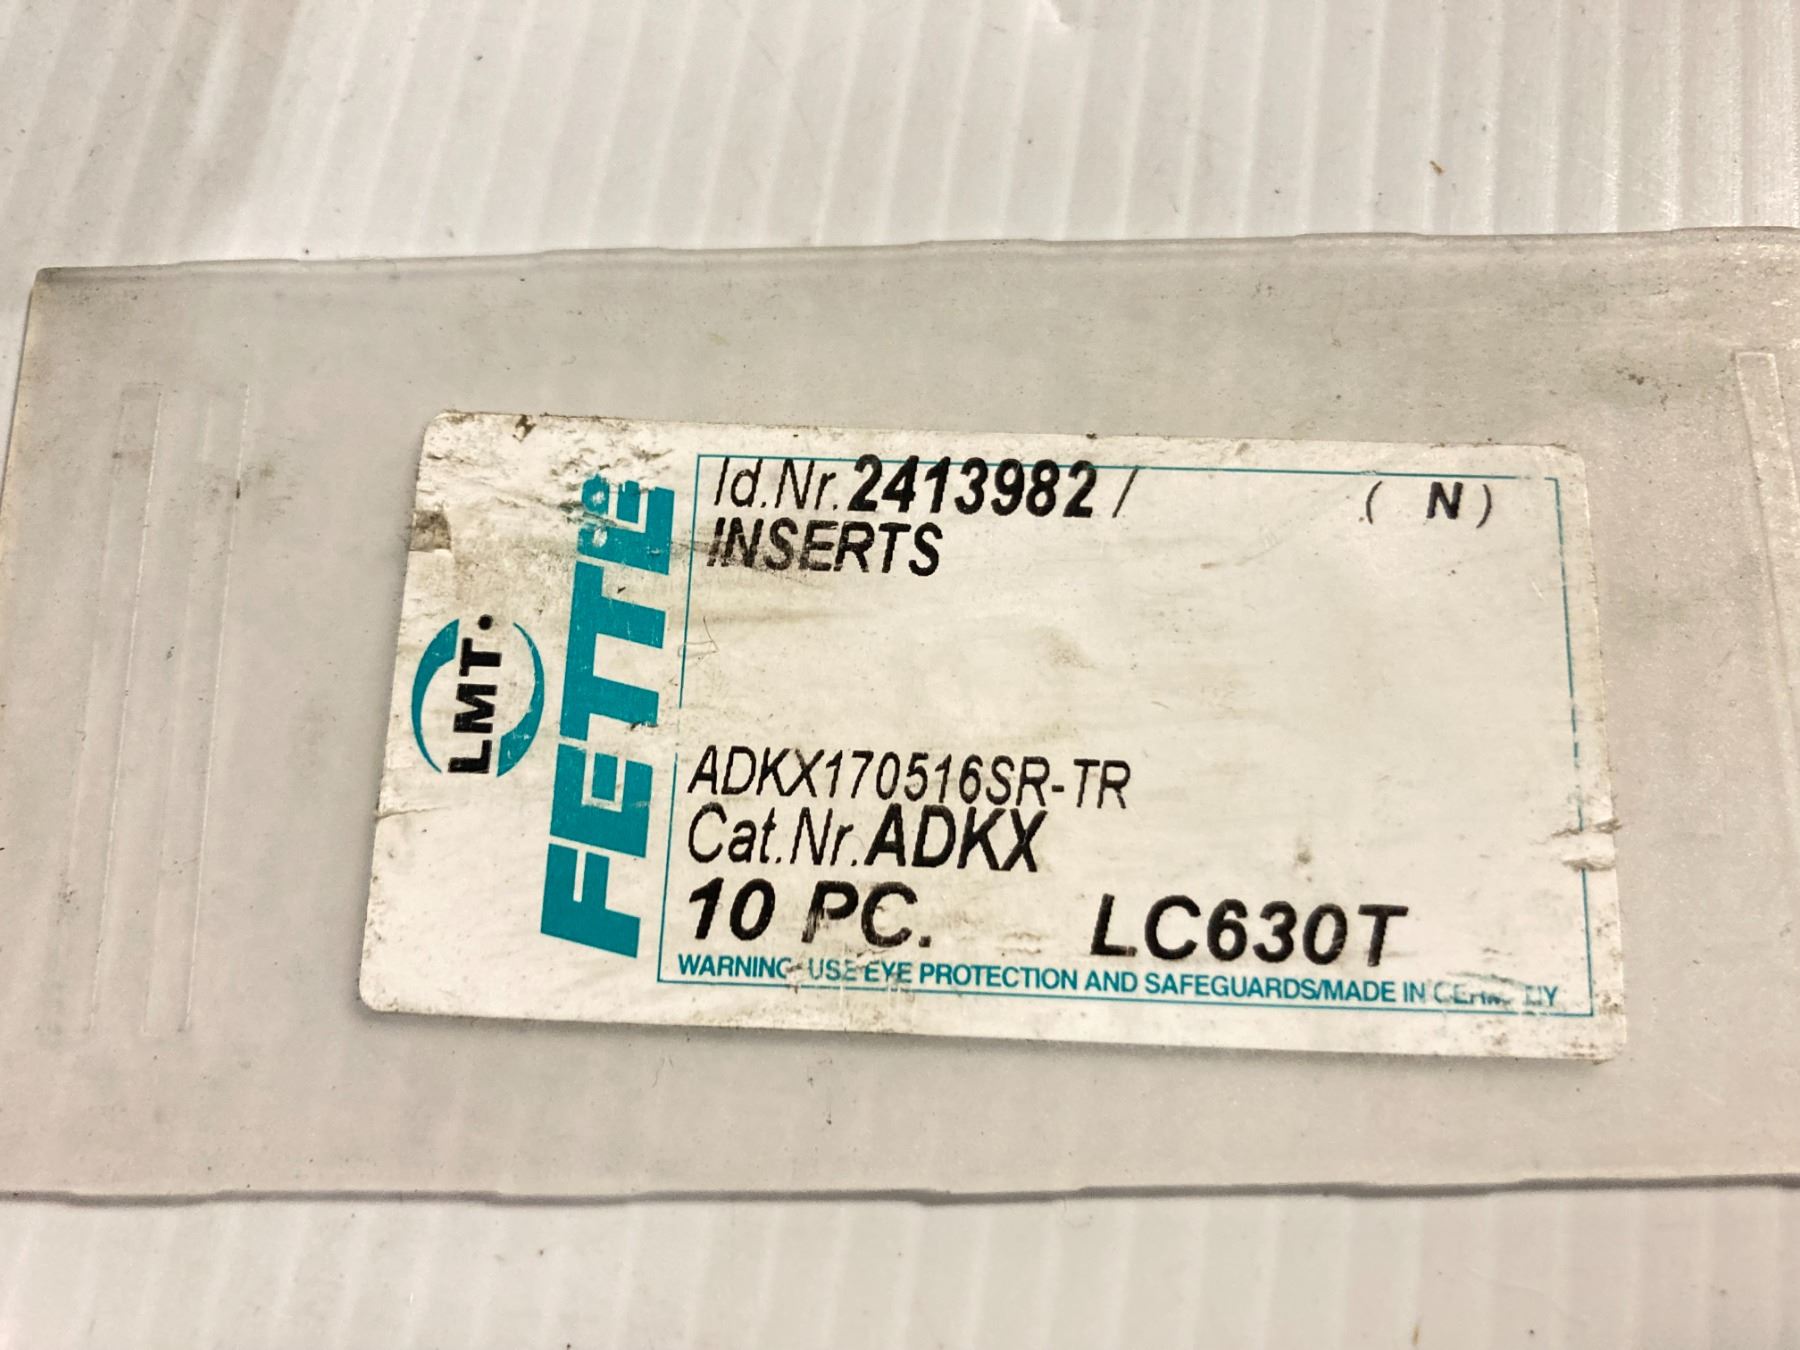 LMT.
FETTE
Id.Nr.2413982 / ( N )
INSERTS
ADKX170516SR-TR
Cat.Nr.ADKX
10 PC. LC630T
WARNING USE EYE PROTECTION AND SAFEGUARDS/MADE IN GERMANY